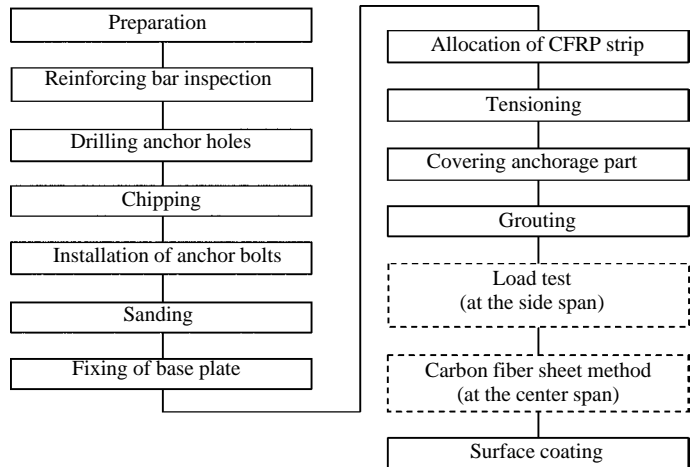 Preparation
Reinforcing bar inspection
Drilling anchor holes
Chipping
Installation of anchor bolts
Sanding
Fixing of base plate
Allocation of CFRP strip
Tensioning
Covering anchorage part
Grouting
Load test
(at the side span)
Carbon fiber sheet method
(at the center span)
Surface coating